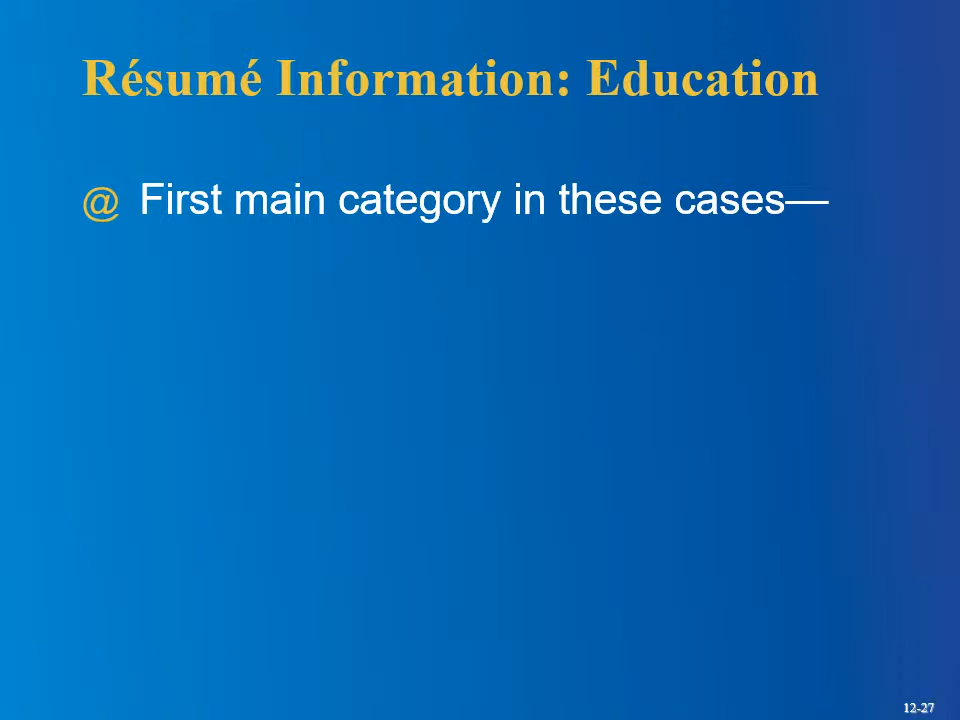 Résumé Information: Education
@ First main category in these cases—
12-27